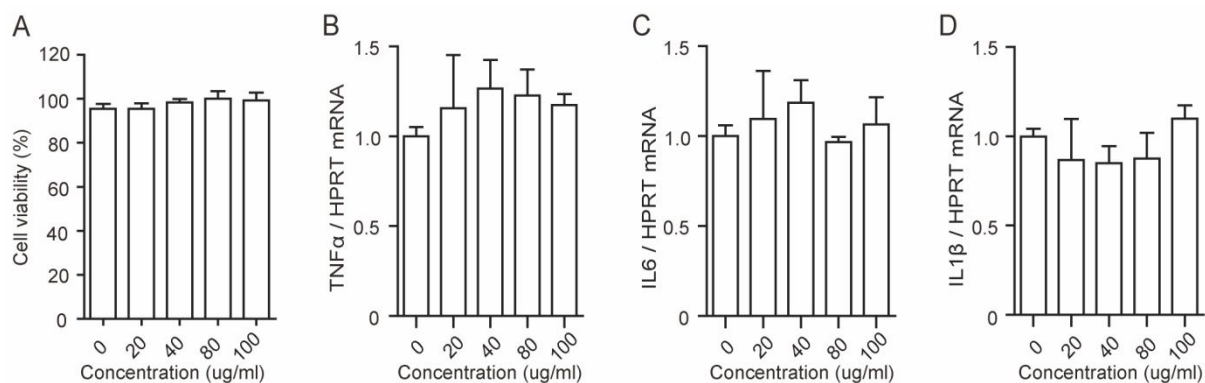 A
Cell viability (%)
120
100
80
60
40
20
0
0 20 40 80 100
Concentration (ug/ml)
B
TNFα / HPRT mRNA
1.5
1.0
0.5
0
0 20 40 80 100
Concentration (ug/ml)
C
IL6 / HPRT mRNA
1.5
1.0
0.5
0
0 20 40 80 100
Concentration (ug/ml)
D
IL1β / HPRT mRNA
1.5
1.0
0.5
0
0 20 40 80 100
Concentration (ug/ml)